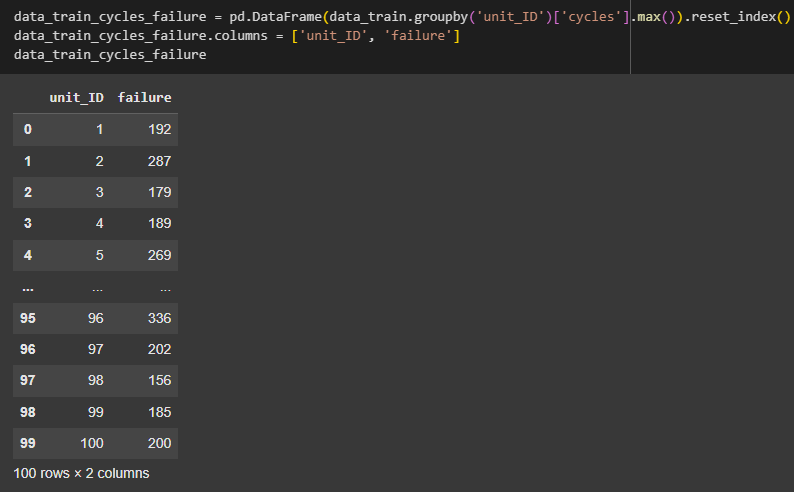 data_train_cycles_failure = pd.DataFrame(data_train.groupby('unit_ID')['cycles'].max()).reset_index()
data_train_cycles_failure.columns = ['unit_ID', 'failure']
data_train_cycles_failure
unit_ID failure
0 1 192
1 2 287
2 3 179
3 4 189
4 5 269
... ... ...
95 96 336
96 97 202
97 98 156
98 99 185
99 100 200
100 rows × 2 columns